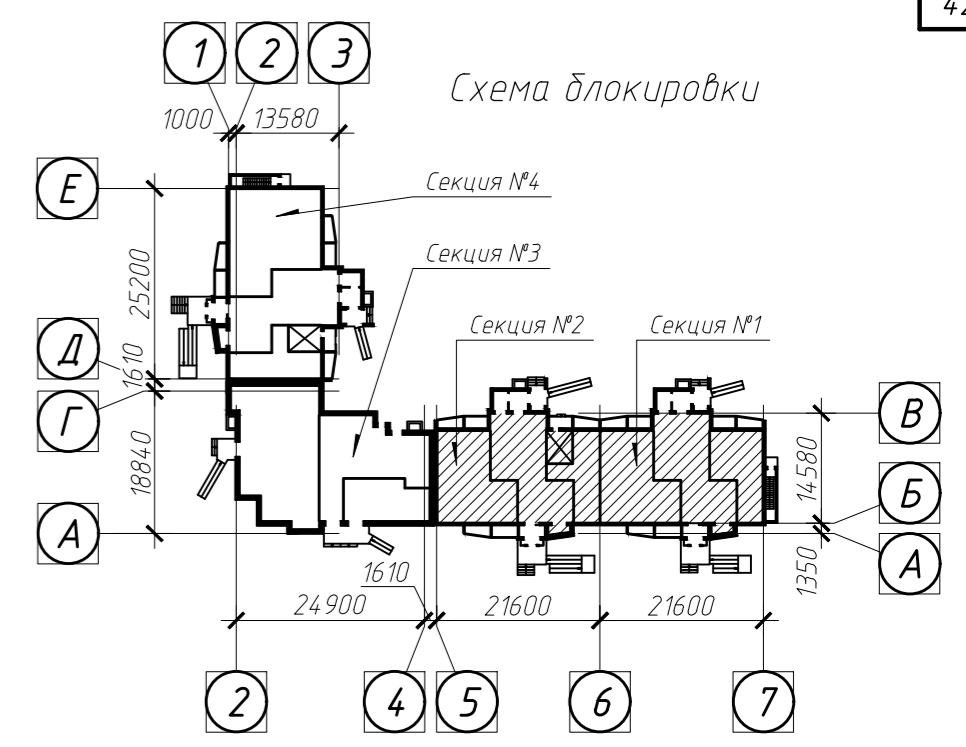 42
1 2 3
Схема блокировки
1000 13580
Е
Секция №4
Секция №3
25200
Секция №2 Секция №1
Д
1610
Г
В
18840
14580
Б
А
А
1350
1610
24900 21600 21600
2 4 5 6 7